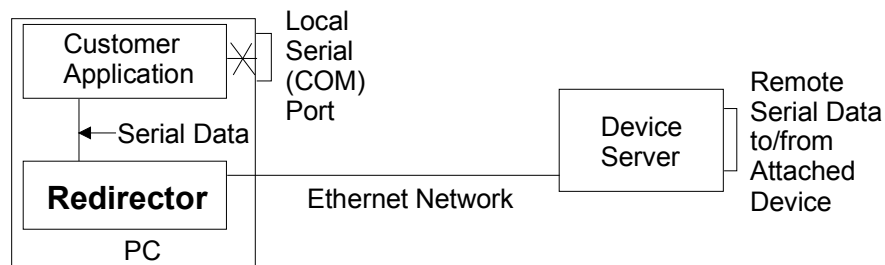 Customer
Application
Local
Serial
(COM)
Port
Serial Data
Redirector
PC
Ethernet Network
Device
Server
Remote
Serial Data
to/from
Attached
Device